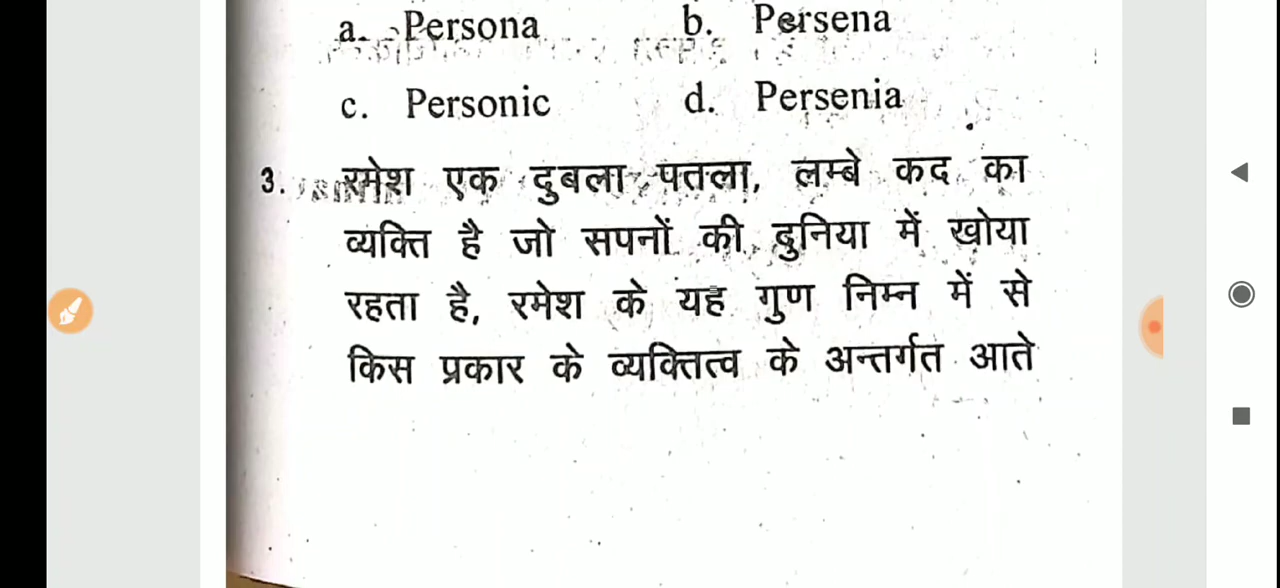 a. Persona b. Persena
c. Personic d. Persenia
3. रमेश एक दुबला पतला, लम्बे कद का
व्यक्ति है जो सपनों की दुनिया में खोया
रहता है, रमेश के यह गुण निम्न में से
किस प्रकार के व्यक्तित्व के अन्तर्गत आते